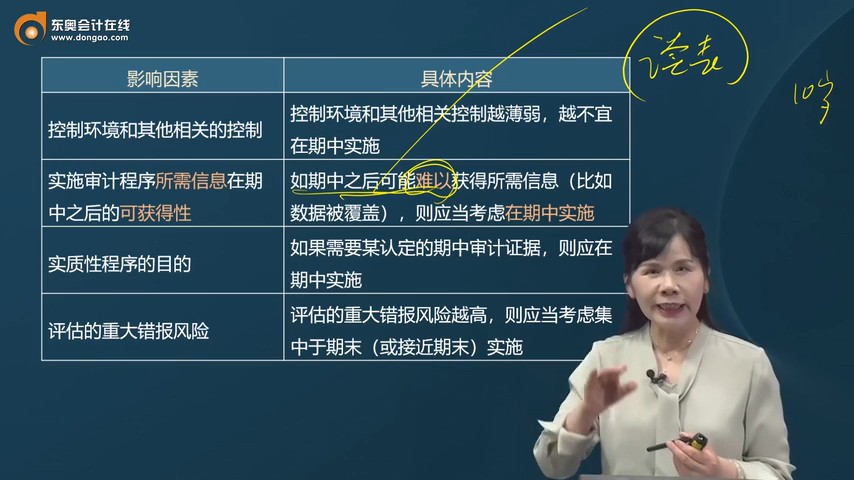 东奥会计在线
www.dongao.com
影响因素
具体内容
控制环境和其他相关的控制
控制环境和其他相关控制越薄弱，越不宜
在期中实施
实施审计程序所需信息在期
中之后的可获得性
如期中之后可能难以获得所需信息（比如
数据被覆盖），则应当考虑在期中实施
实质性程序的目的
如果需要某认定的期中审计证据，则应在
期中实施
评估的重大错报风险
评估的重大错报风险越高，则应当考虑集
中于期末（或接近期末）实施